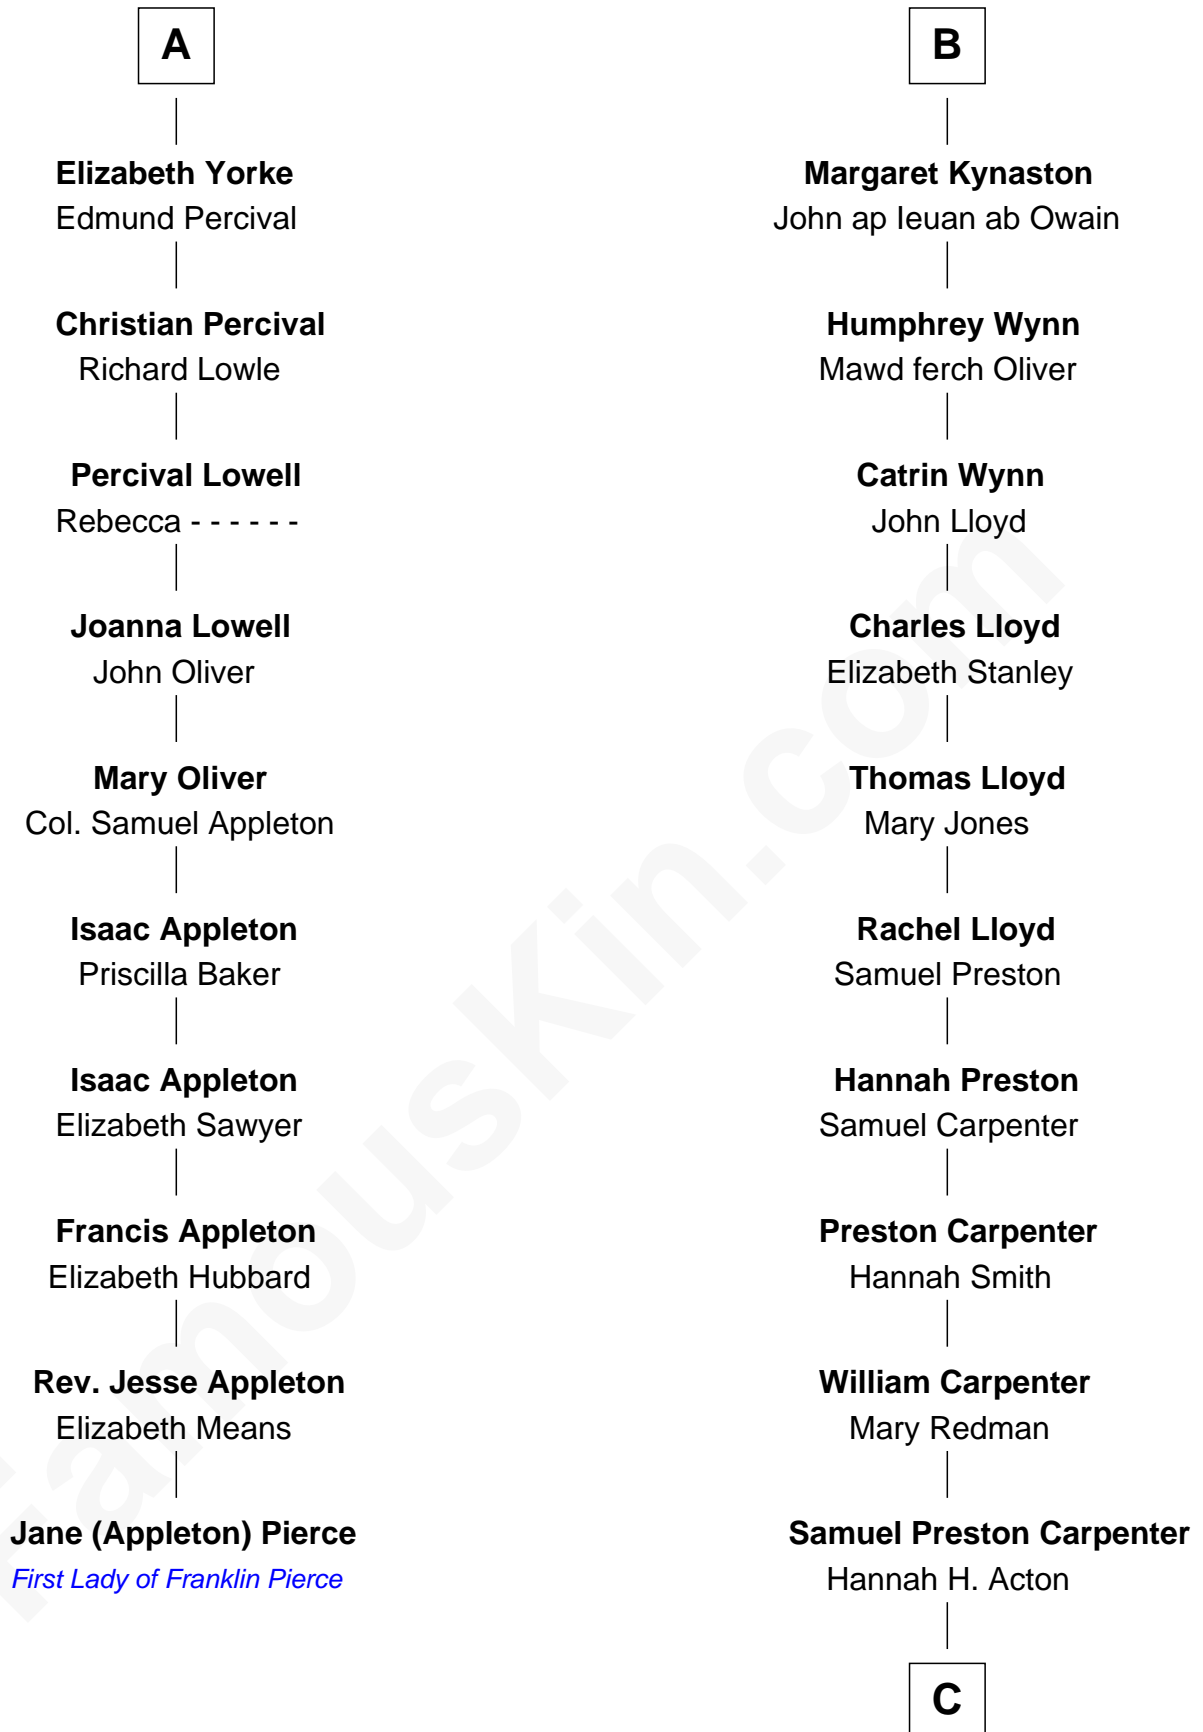 A
Elizabeth Yorke
Edmund Percival
Christian Percival
Richard Lowle
Percival Lowell
Rebecca - - - - - -
Joanna Lowell
John Oliver
Mary Oliver
Col. Samuel Appleton
Isaac Appleton
Priscilla Baker
Isaac Appleton
Elizabeth Sawyer
Francis Appleton
Elizabeth Hubbard
Rev. Jesse Appleton
Elizabeth Means
Jane (Appleton) Pierce
First Lady of Franklin Pierce
B
Margaret Kynaston
John ap Ieuan ab Owain
Humphrey Wynn
Mawd ferch Oliver
Catrin Wynn
John Lloyd
Charles Lloyd
Elizabeth Stanley
Thomas Lloyd
Mary Jones
Rachel Lloyd
Samuel Preston
Hannah Preston
Samuel Carpenter
Preston Carpenter
Hannah Smith
William Carpenter
Mary Redman
Samuel Preston Carpenter
Hannah H. Acton
C
FamousKin.com